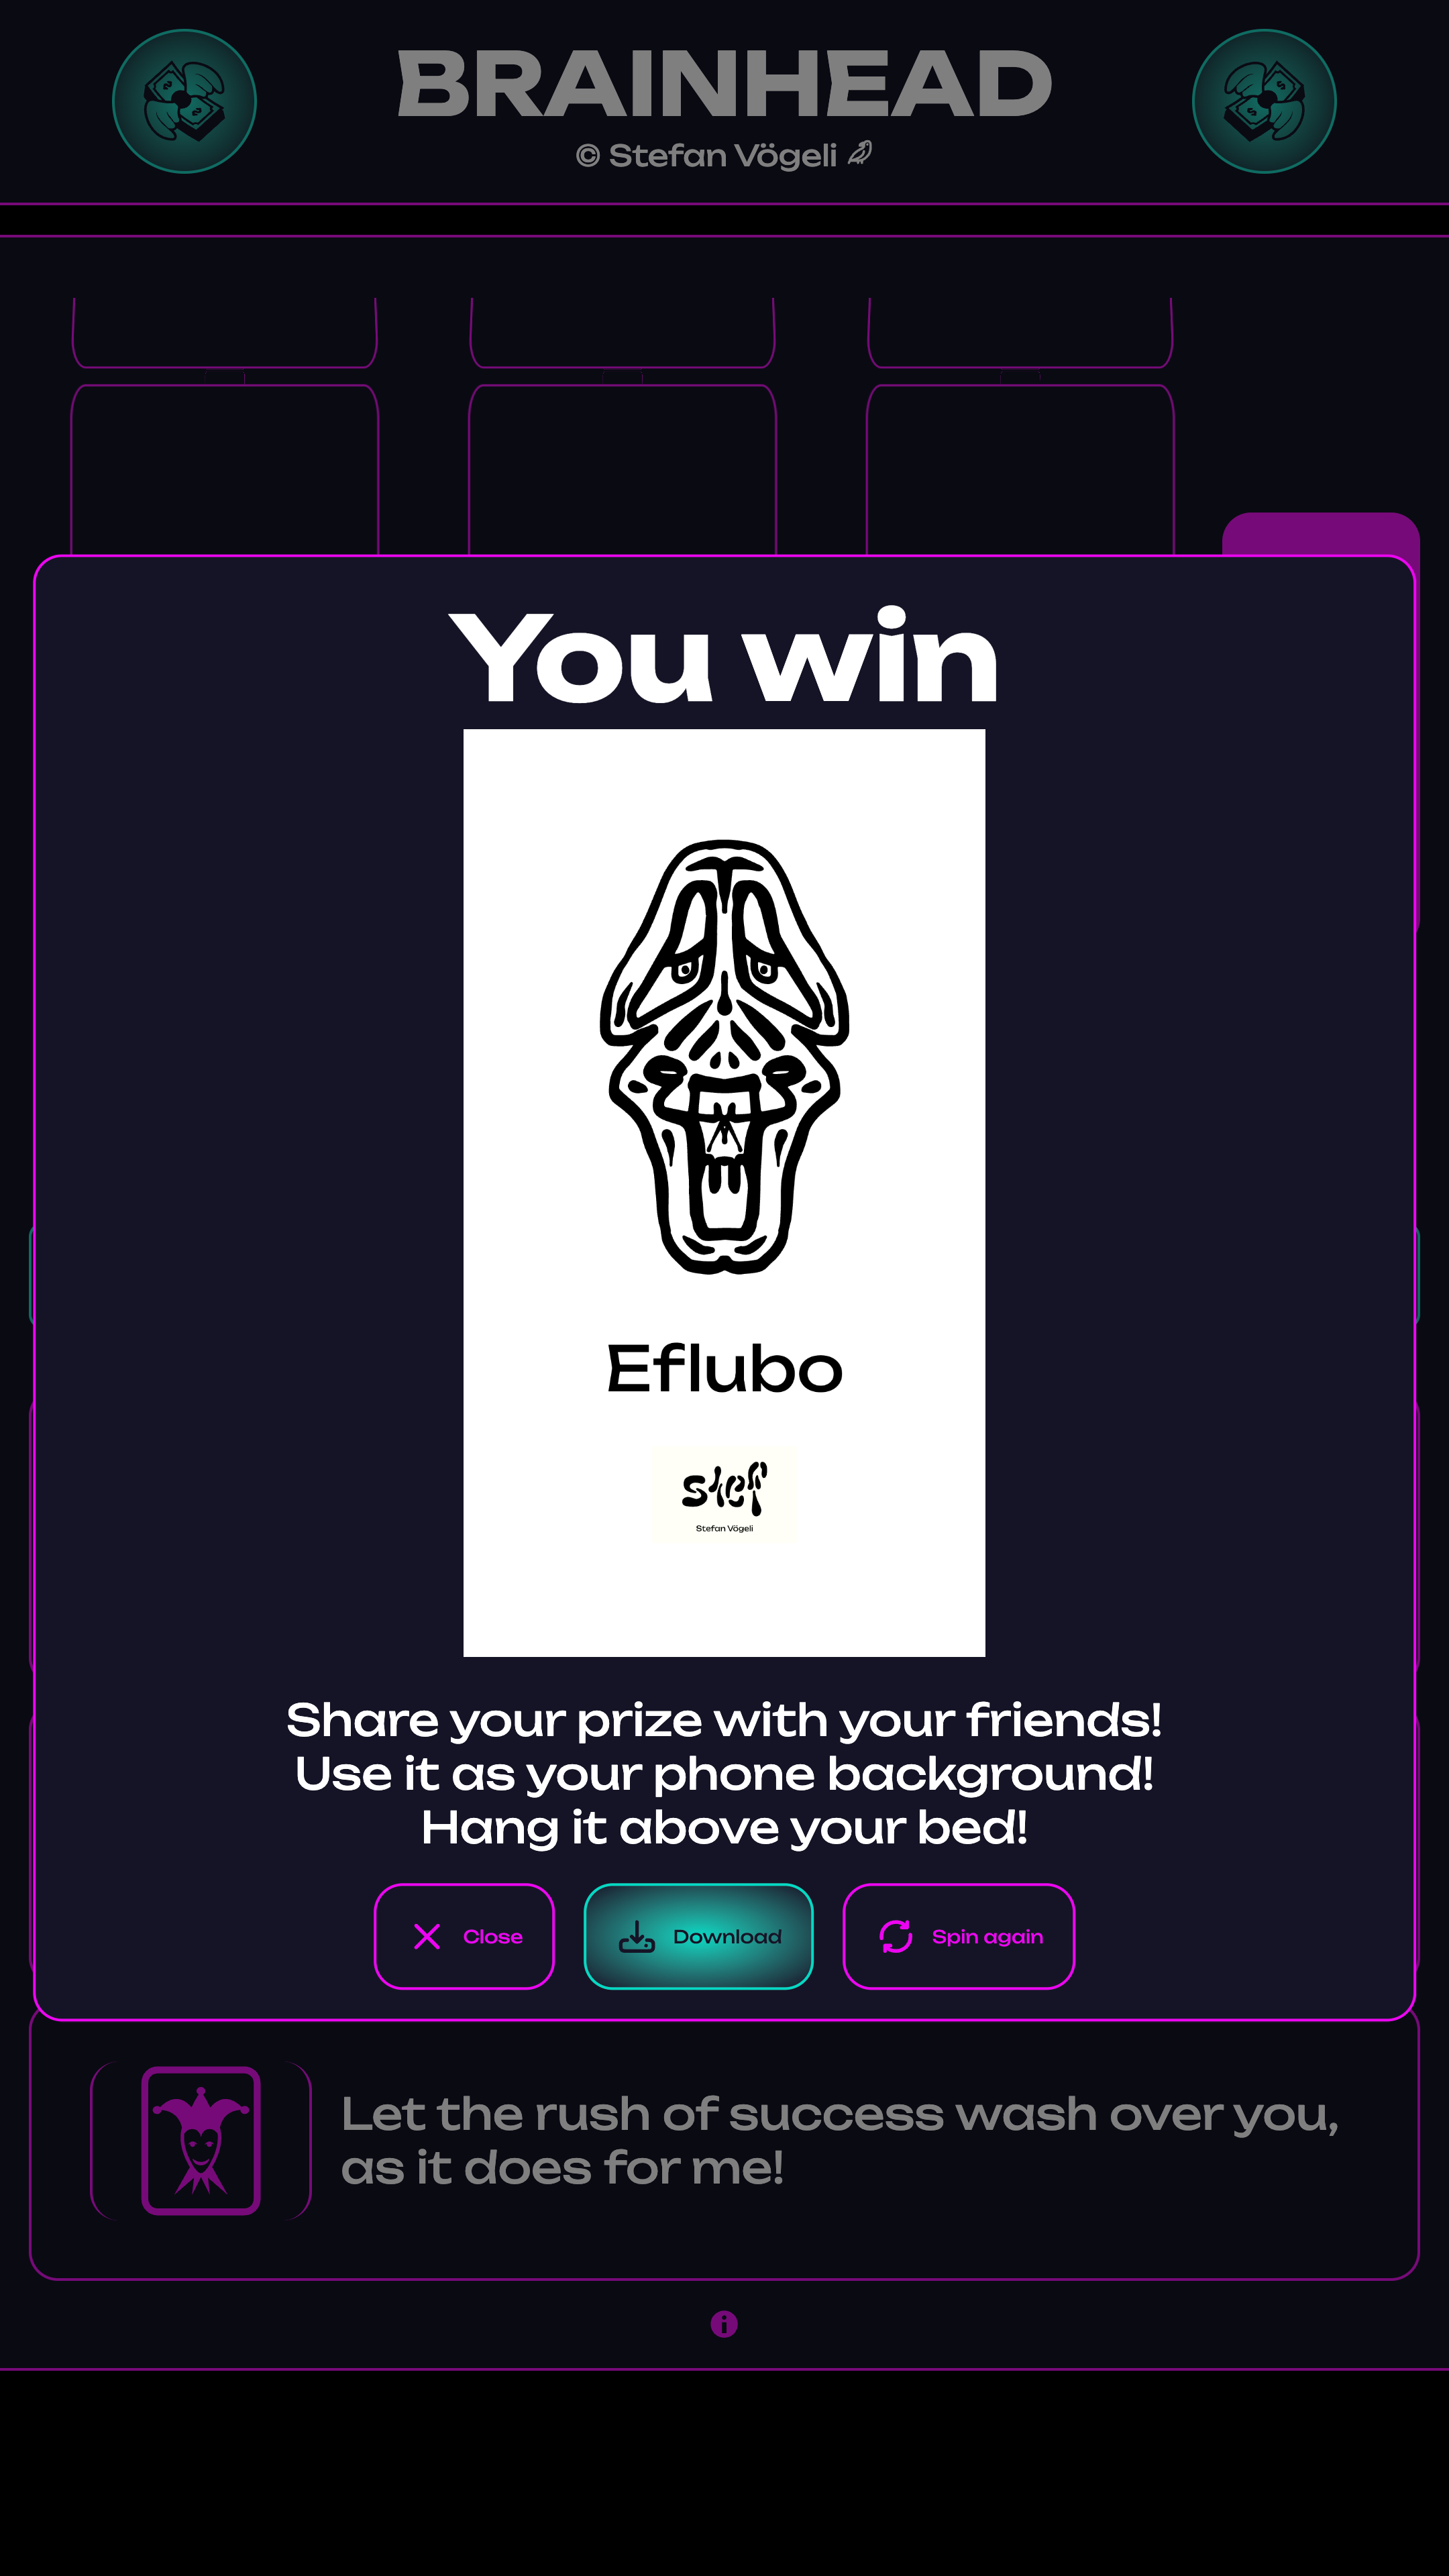 BRAINHEAD
© Stefan Vögeli
You win
Eflubo
stef
Stefan Vögeli
Share your prize with your friends!
Use it as your phone background!
Hang it above your bed!
Close
Download
Spin again
Let the rush of success wash over you,
as it does for me!